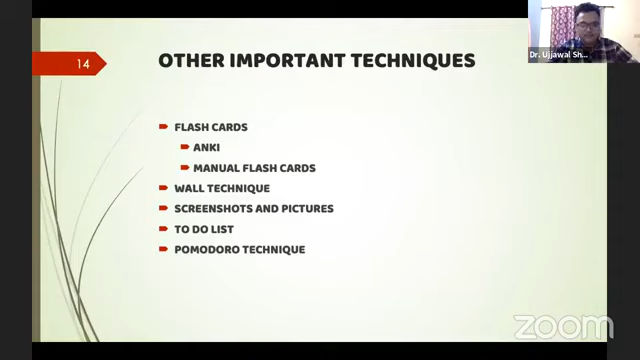 14
OTHER IMPORTANT TECHNIQUES
Dr. Ujjawal Sh...
FLASH CARDS
ANKI
MANUAL FLASH CARDS
WALL TECHNIQUE
SCREENSHOTS AND PICTURES
TO DO LIST
POMODORO TECHNIQUE
zoom